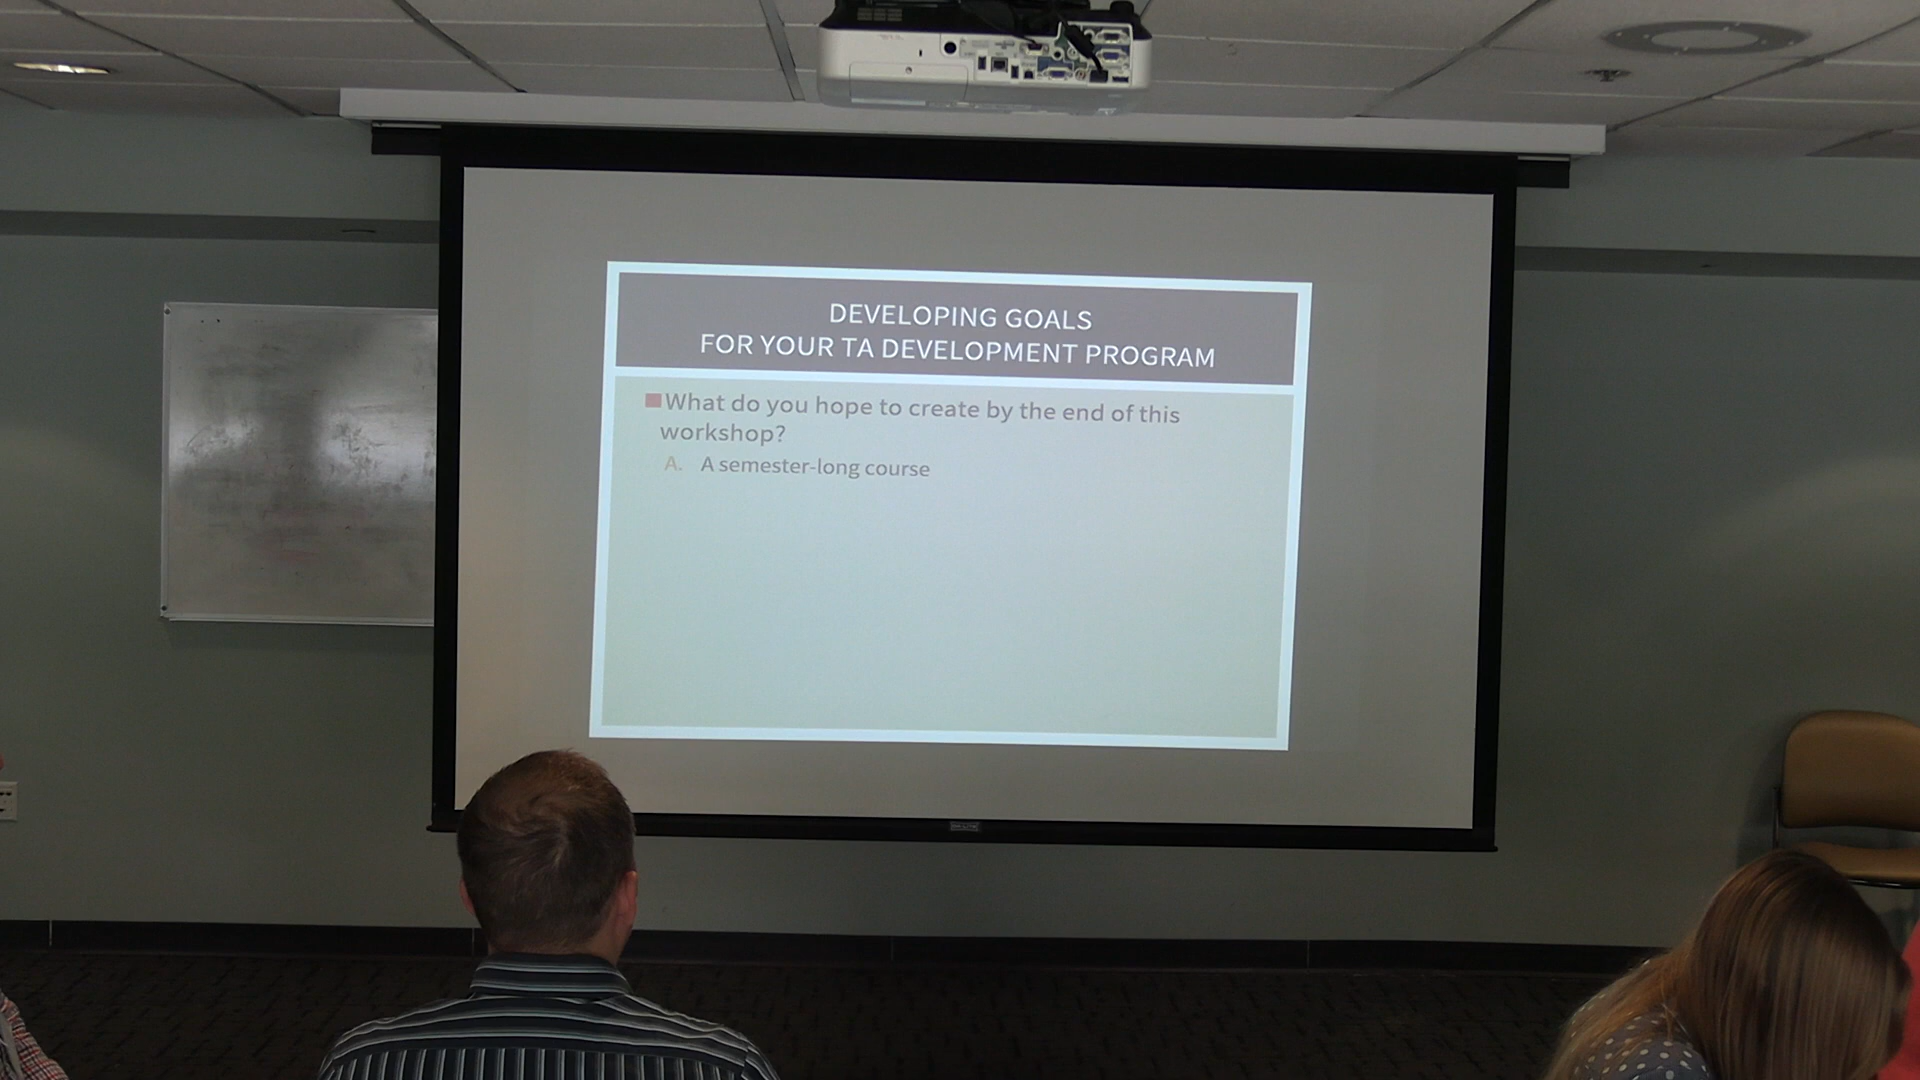 DEVELOPING GOALS
FOR YOUR TA DEVELOPMENT PROGRAM
What do you hope to create by the end of this
workshop?
A. A semester-long course